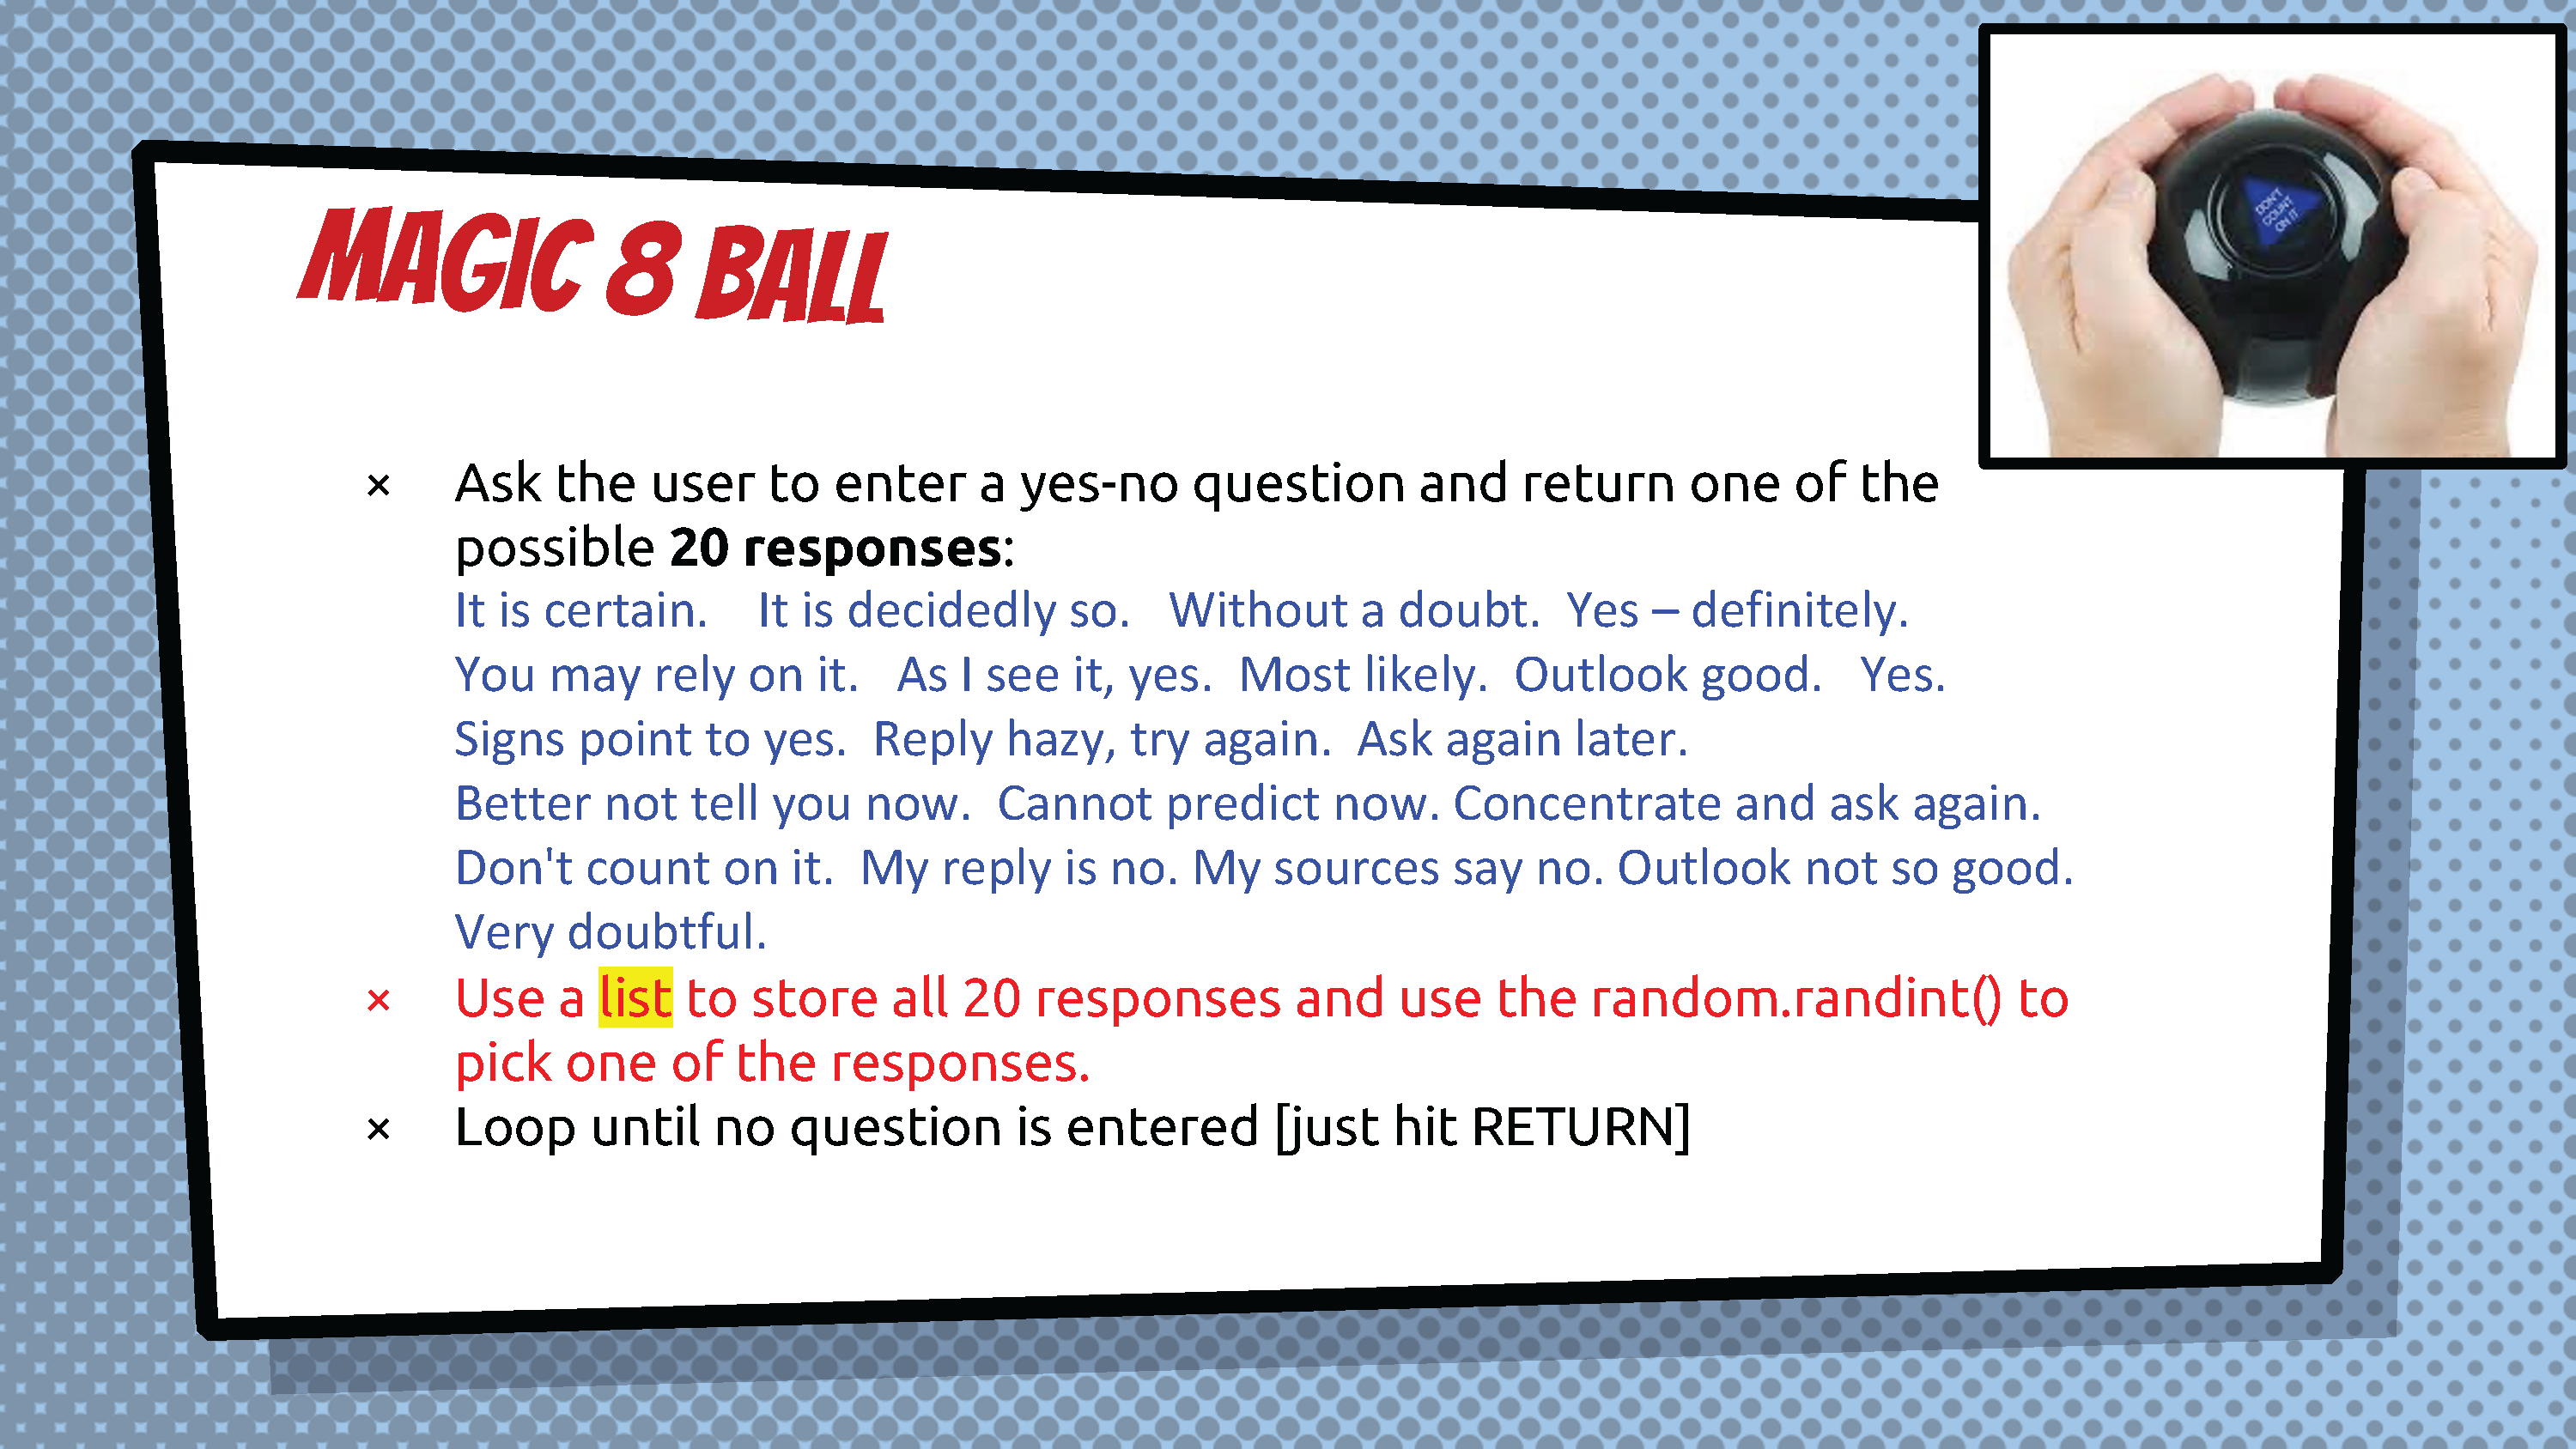 MAGIC 8 BALL
DON'T
COUNT
ON IT
× Ask the user to enter a yes-no question and return one of the
possible 20 responses:
It is certain. It is decidedly so. Without a doubt. Yes – definitely.
You may rely on it. As I see it, yes. Most likely. Outlook good. Yes.
Signs point to yes. Reply hazy, try again. Ask again later.
Better not tell you now. Cannot predict now. Concentrate and ask again.
Don't count on it. My reply is no. My sources say no. Outlook not so good.
Very doubtful.
× Use a list to store all 20 responses and use the random.randint() to
pick one of the responses.
× Loop until no question is entered [just hit RETURN]